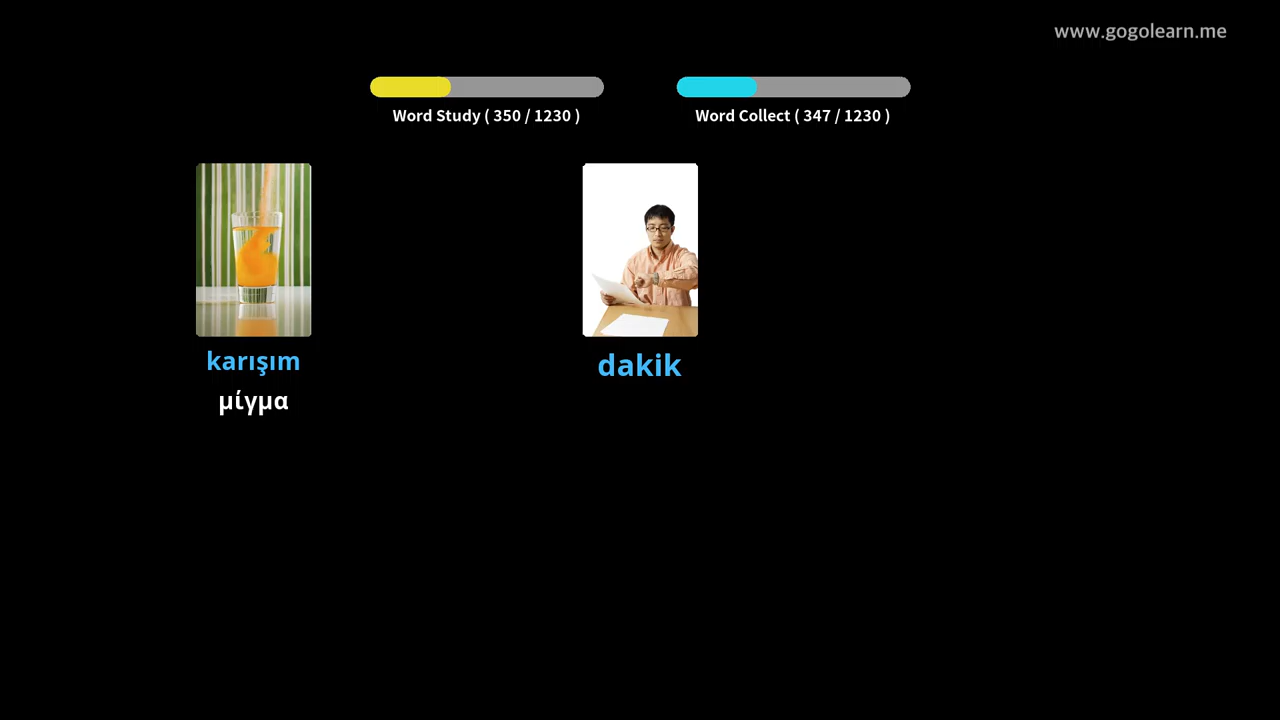 www.gogolearn.me
Word Study ( 350 / 1230 )
Word Collect ( 347 / 1230 )
karışım
μίγμα
dakik